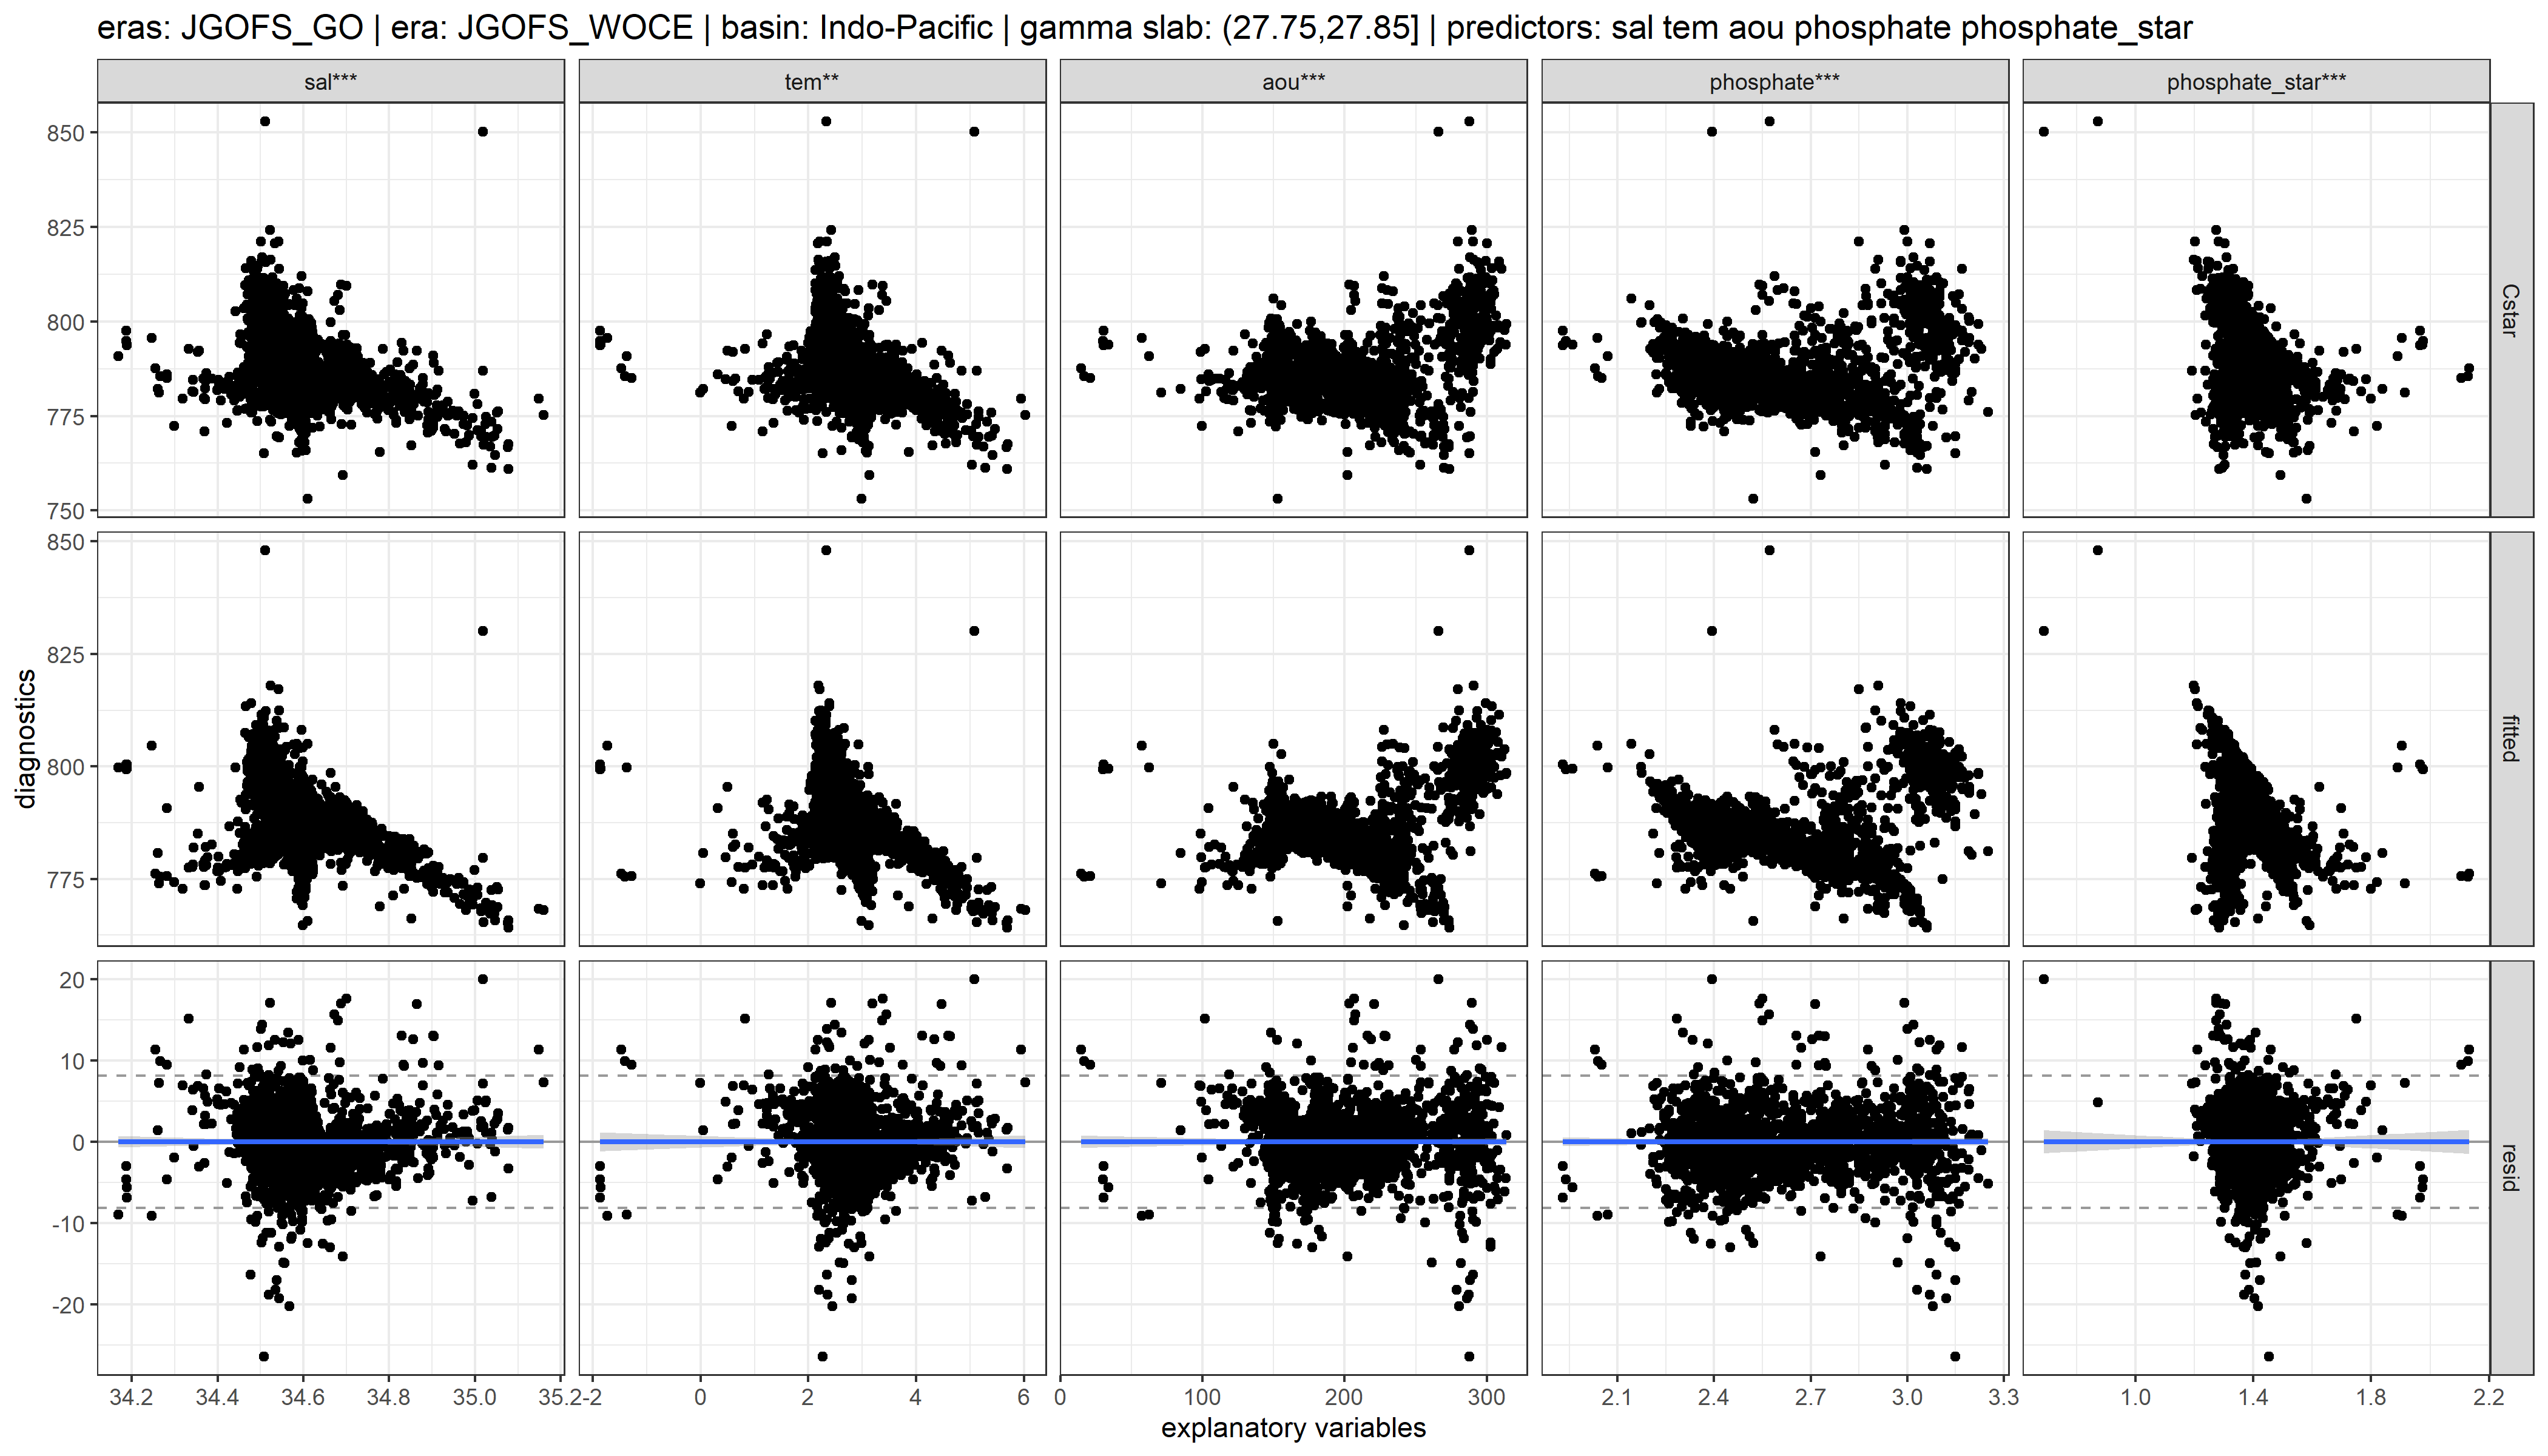 eras: JGOFS_GO | era: JGOFS_WOCE | basin: Indo-Pacific | gamma slab: (27.75,27.85] | predictors: sal tem aou phosphate phosphate_star
sal***
tem**
aou***
phosphate***
phosphate_star***
850
825
800
775
750
Cstar
850
825
800
775
fitted
20
10
0
-10
-20
resid
diagnostics
34.2 34.4 34.6 34.8 35.0 35.2
-2 0 2 4 6
0 100 200 300
2.1 2.4 2.7 3.0 3.3
1.0 1.4 1.8 2.2
explanatory variables